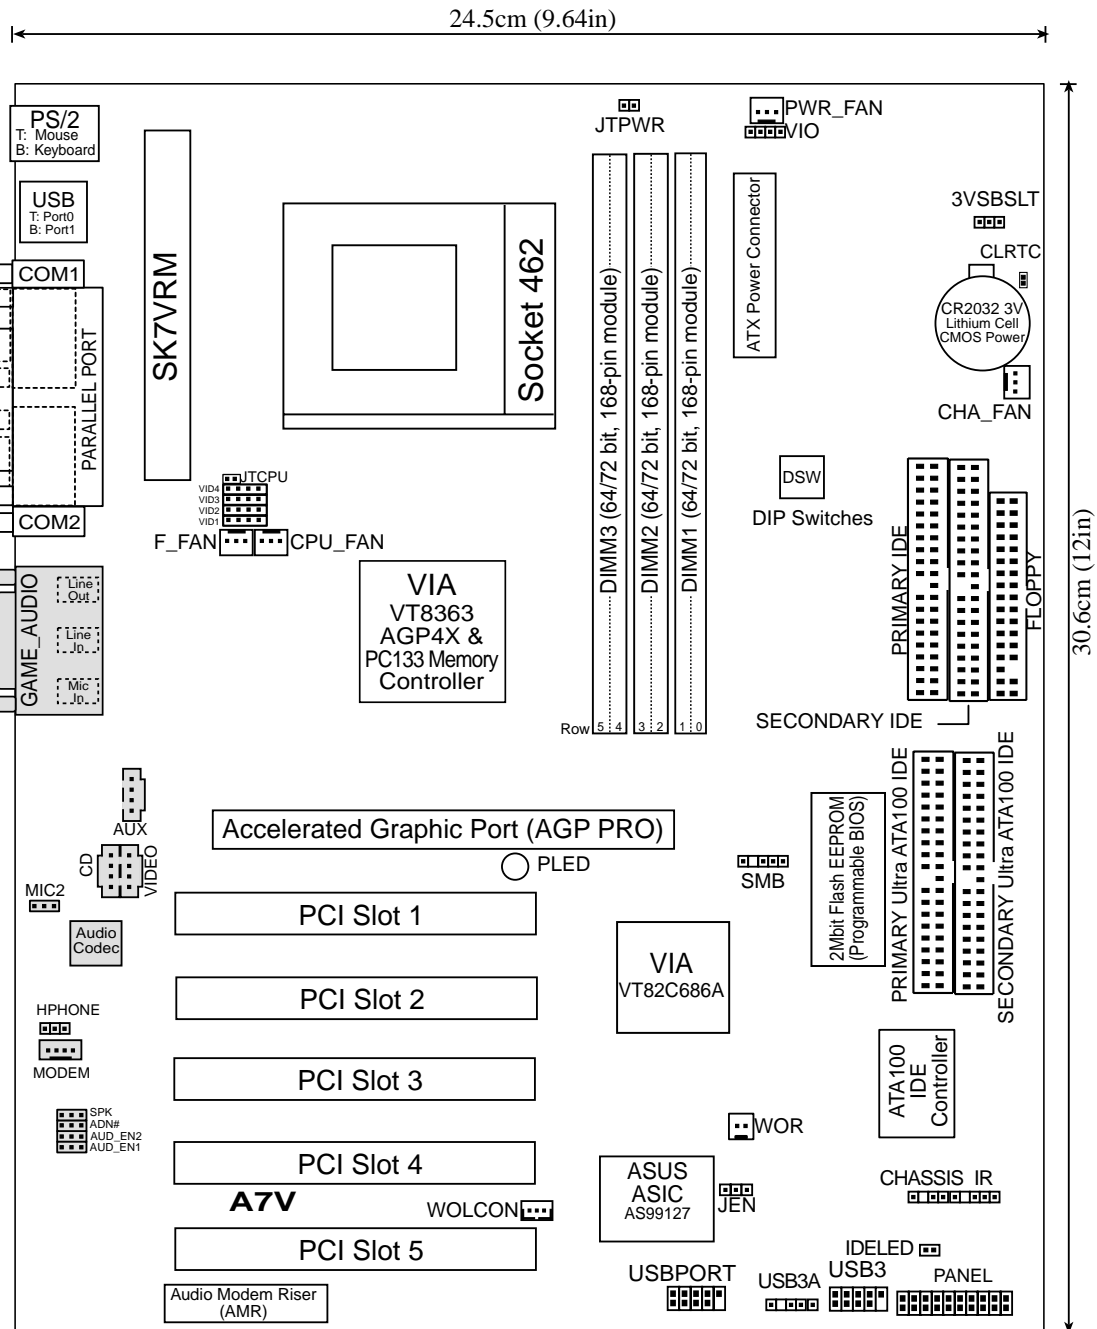 24.5cm (9.64in)
PS/2
T: Mouse
B: Keyboard
USB
T: Port0
B: Port1
COM1
PARALLEL PORT
COM2
GAME_AUDIO
Line
Out
Line
In
Mic
In
SK7VRM
Socket 462
JTPWR
PWR_FAN
VIO
ATX Power Connector
3VSBSLT
CLRTC
CR2032 3V
Lithium Cell
CMOS Power
CHA_FAN
JTCPU
VID4
VID3
VID2
VID1
F_FAN
CPU_FAN
DIMM3 (64/72 bit, 168-pin module)
DIMM2 (64/72 bit, 168-pin module)
DIMM1 (64/72 bit, 168-pin module)
Row 5 4 3 2 1 0
DSW
DIP Switches
PRIMARY IDE
FLOPPY
SECONDARY IDE
30.6cm (12in)
VIA
VT8363
AGP4X &
PC133 Memory
Controller
AUX
CD
VIDEO
MIC2
Audio
Codec
HPHONE
MODEM
SPK
ADN#
AUD_EN2
AUD_EN1
Accelerated Graphic Port (AGP PRO)
PLED
SMB
2Mbit Flash EEPROM
(Programmable BIOS)
PRIMARY Ultra ATA100 IDE
SECONDARY Ultra ATA100 IDE
PCI Slot 1
PCI Slot 2
PCI Slot 3
PCI Slot 4
A7V
PCI Slot 5
VIA
VT82C686A
ATA100
IDE
Controller
WOR
ASUS
ASIC
AS99127
JEN
WOLCON
CHASSIS IR
IDELED
USBPORT
USB3A
USB3
PANEL
Audio Modem Riser
(AMR)